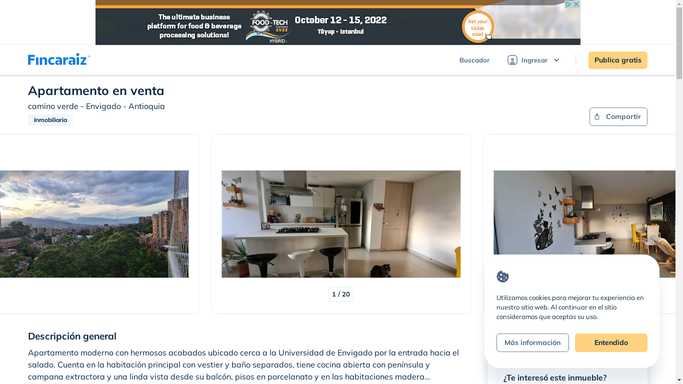 The ultimate business
platform for food & beverage
processing solutions!
FOOD-TECH
HYBRID
October 12 - 15, 2022
Tüyap - Istanbul
Get your
ticket
now!
Fincaraiz
Buscador
Ingresar
Publica gratis
Apartamento en venta
camino verde - Envigado - Antioquia
Inmobiliaria
Compartir
1 / 20
Utilizamos cookies para mejorar tu experiencia en
nuestro sitio web. Al continuar en el sitio
consideramos que aceptas su uso.
Más información
Entendido
Descripción general
Apartamento moderno con hermosos acabados ubicado cerca a la Universidad de Envigado por la entrada hacia el
salado. Cuenta en la habitación principal con vestier y baño separados, tiene cocina abierta con península y
campana extractora y una linda vista desde su balcón, pisos en porcelanato y en las habitaciones madera...
¿Te interesó este inmueble?